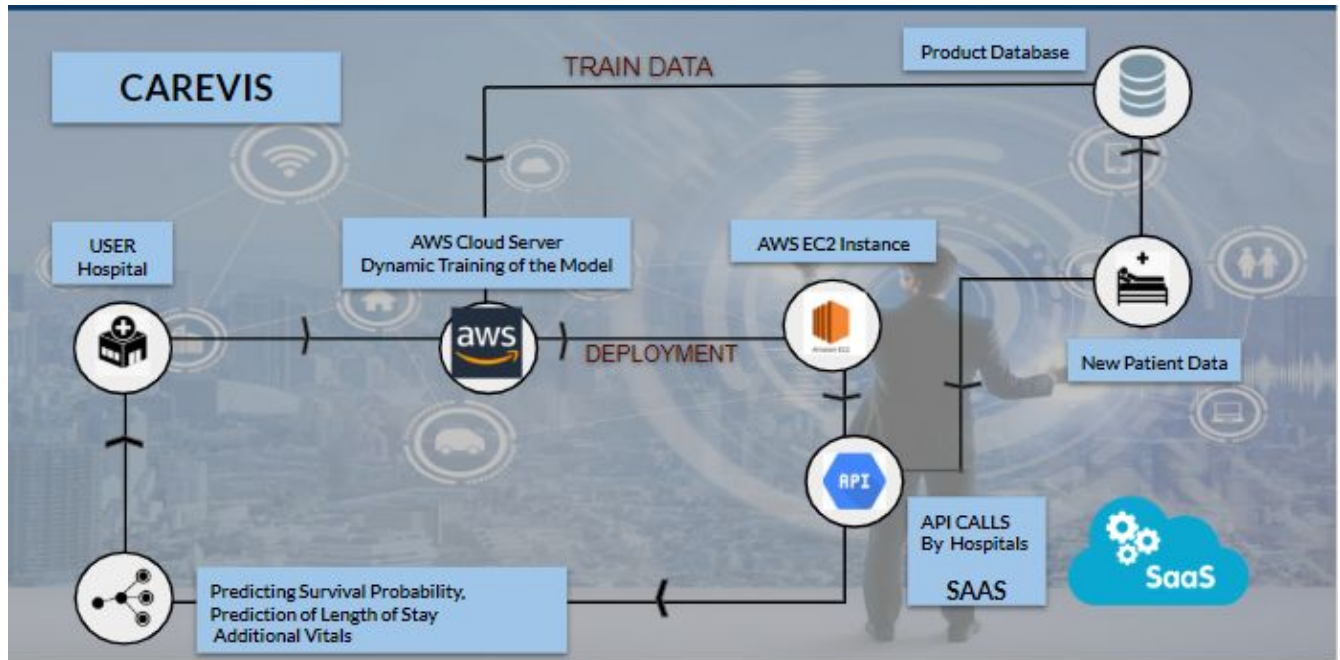 CAREVIS
TRAIN DATA
Product Database
USER
Hospital
AWS Cloud Server
Dynamic Training of the Model
AWS EC2 Instance
aws
Amazon EC2
DEPLOYMENT
New Patient Data
API
API CALLS
By Hospitals
SAAS
SaaS
Predicting Survival Probability,
Prediction of Length of Stay
Additional Vitals